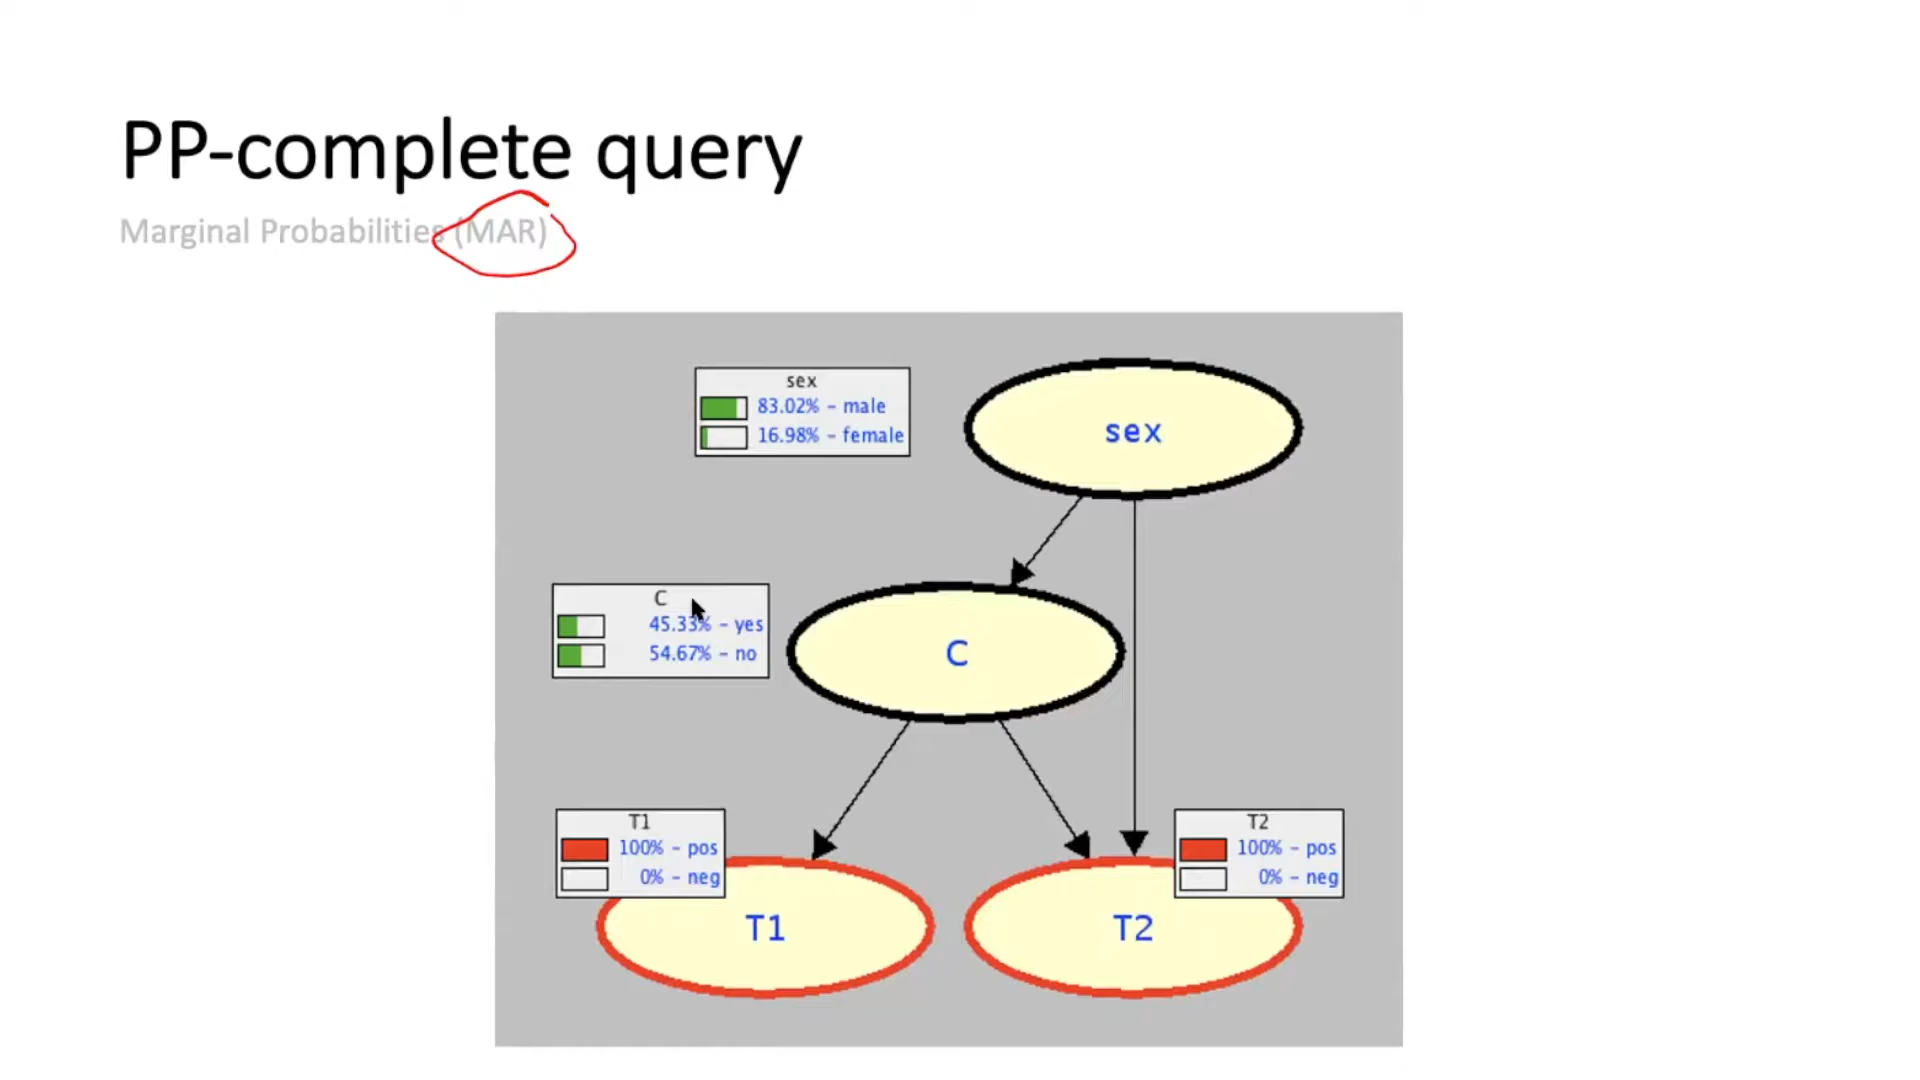 PP-complete query
Marginal Probabilities (MAR)
sex
83.02% - male
16.98% - female
sex
C
45.33% - yes
54.67% - no
C
T1
100% - pos
0% - neg
T2
100% - pos
0% - neg
T1
T2